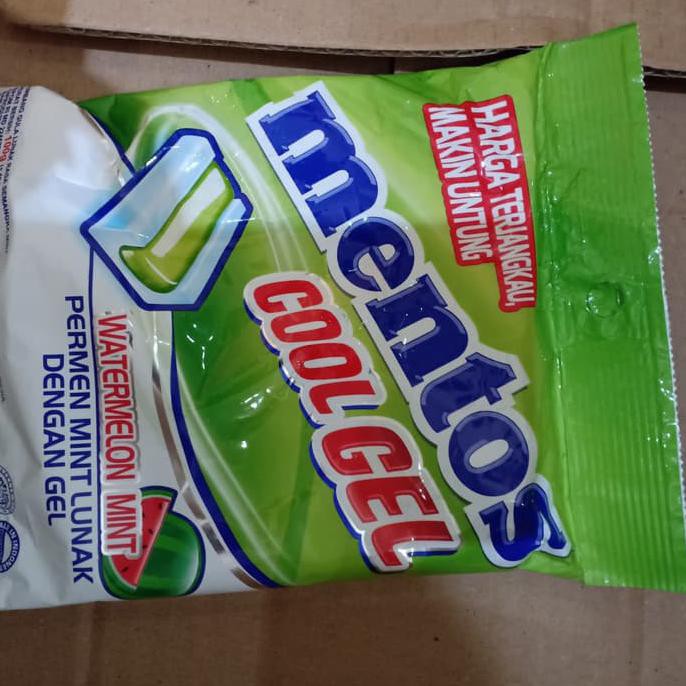 HARGA TERJANGKAU,
MAKIN UNTUNG
mentos
COOL GEL
WATERMELON MINT
PERMEN MINT LUNAK
DENGAN GEL